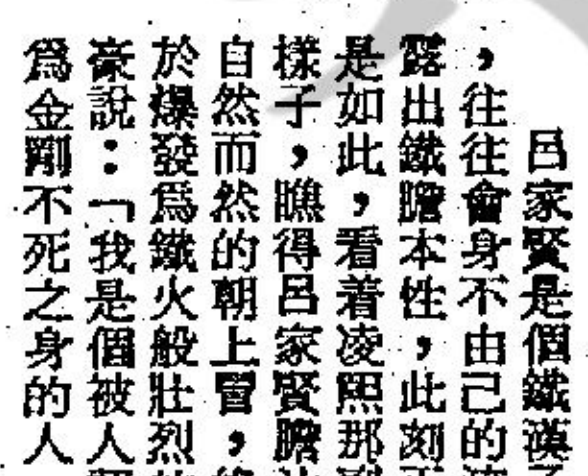 呂家賢是個鐵漢
，往往會身不由己的
露出鐵膽本性，此刻
是如此，看着凌熙那
樣子，瞧得呂家賢膽
自然而然的朝上冒，
於爆發爲鐵火般壯烈
豪說：「我是個被人
爲金剛不死之身的人